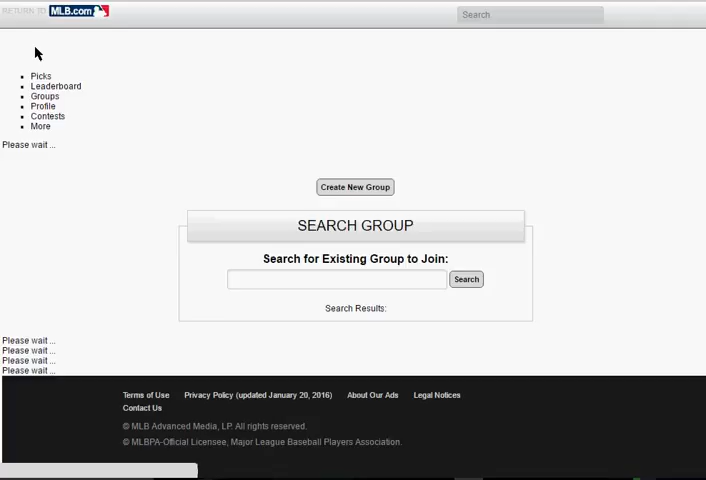 RETURN TO MLB.com
Search
Picks
Leaderboard
Groups
Profile
Contests
More
Please wait ...
Create New Group
SEARCH GROUP
Search for Existing Group to Join:
Search
Search Results:
Please wait ...
Please wait ...
Please wait ...
Please wait ...
Terms of Use Privacy Policy (updated January 20, 2016) About Our Ads Legal Notices
Contact Us
© MLB Advanced Media, LP. All rights reserved.
© MLBPA-Official Licensee, Major League Baseball Players Association.